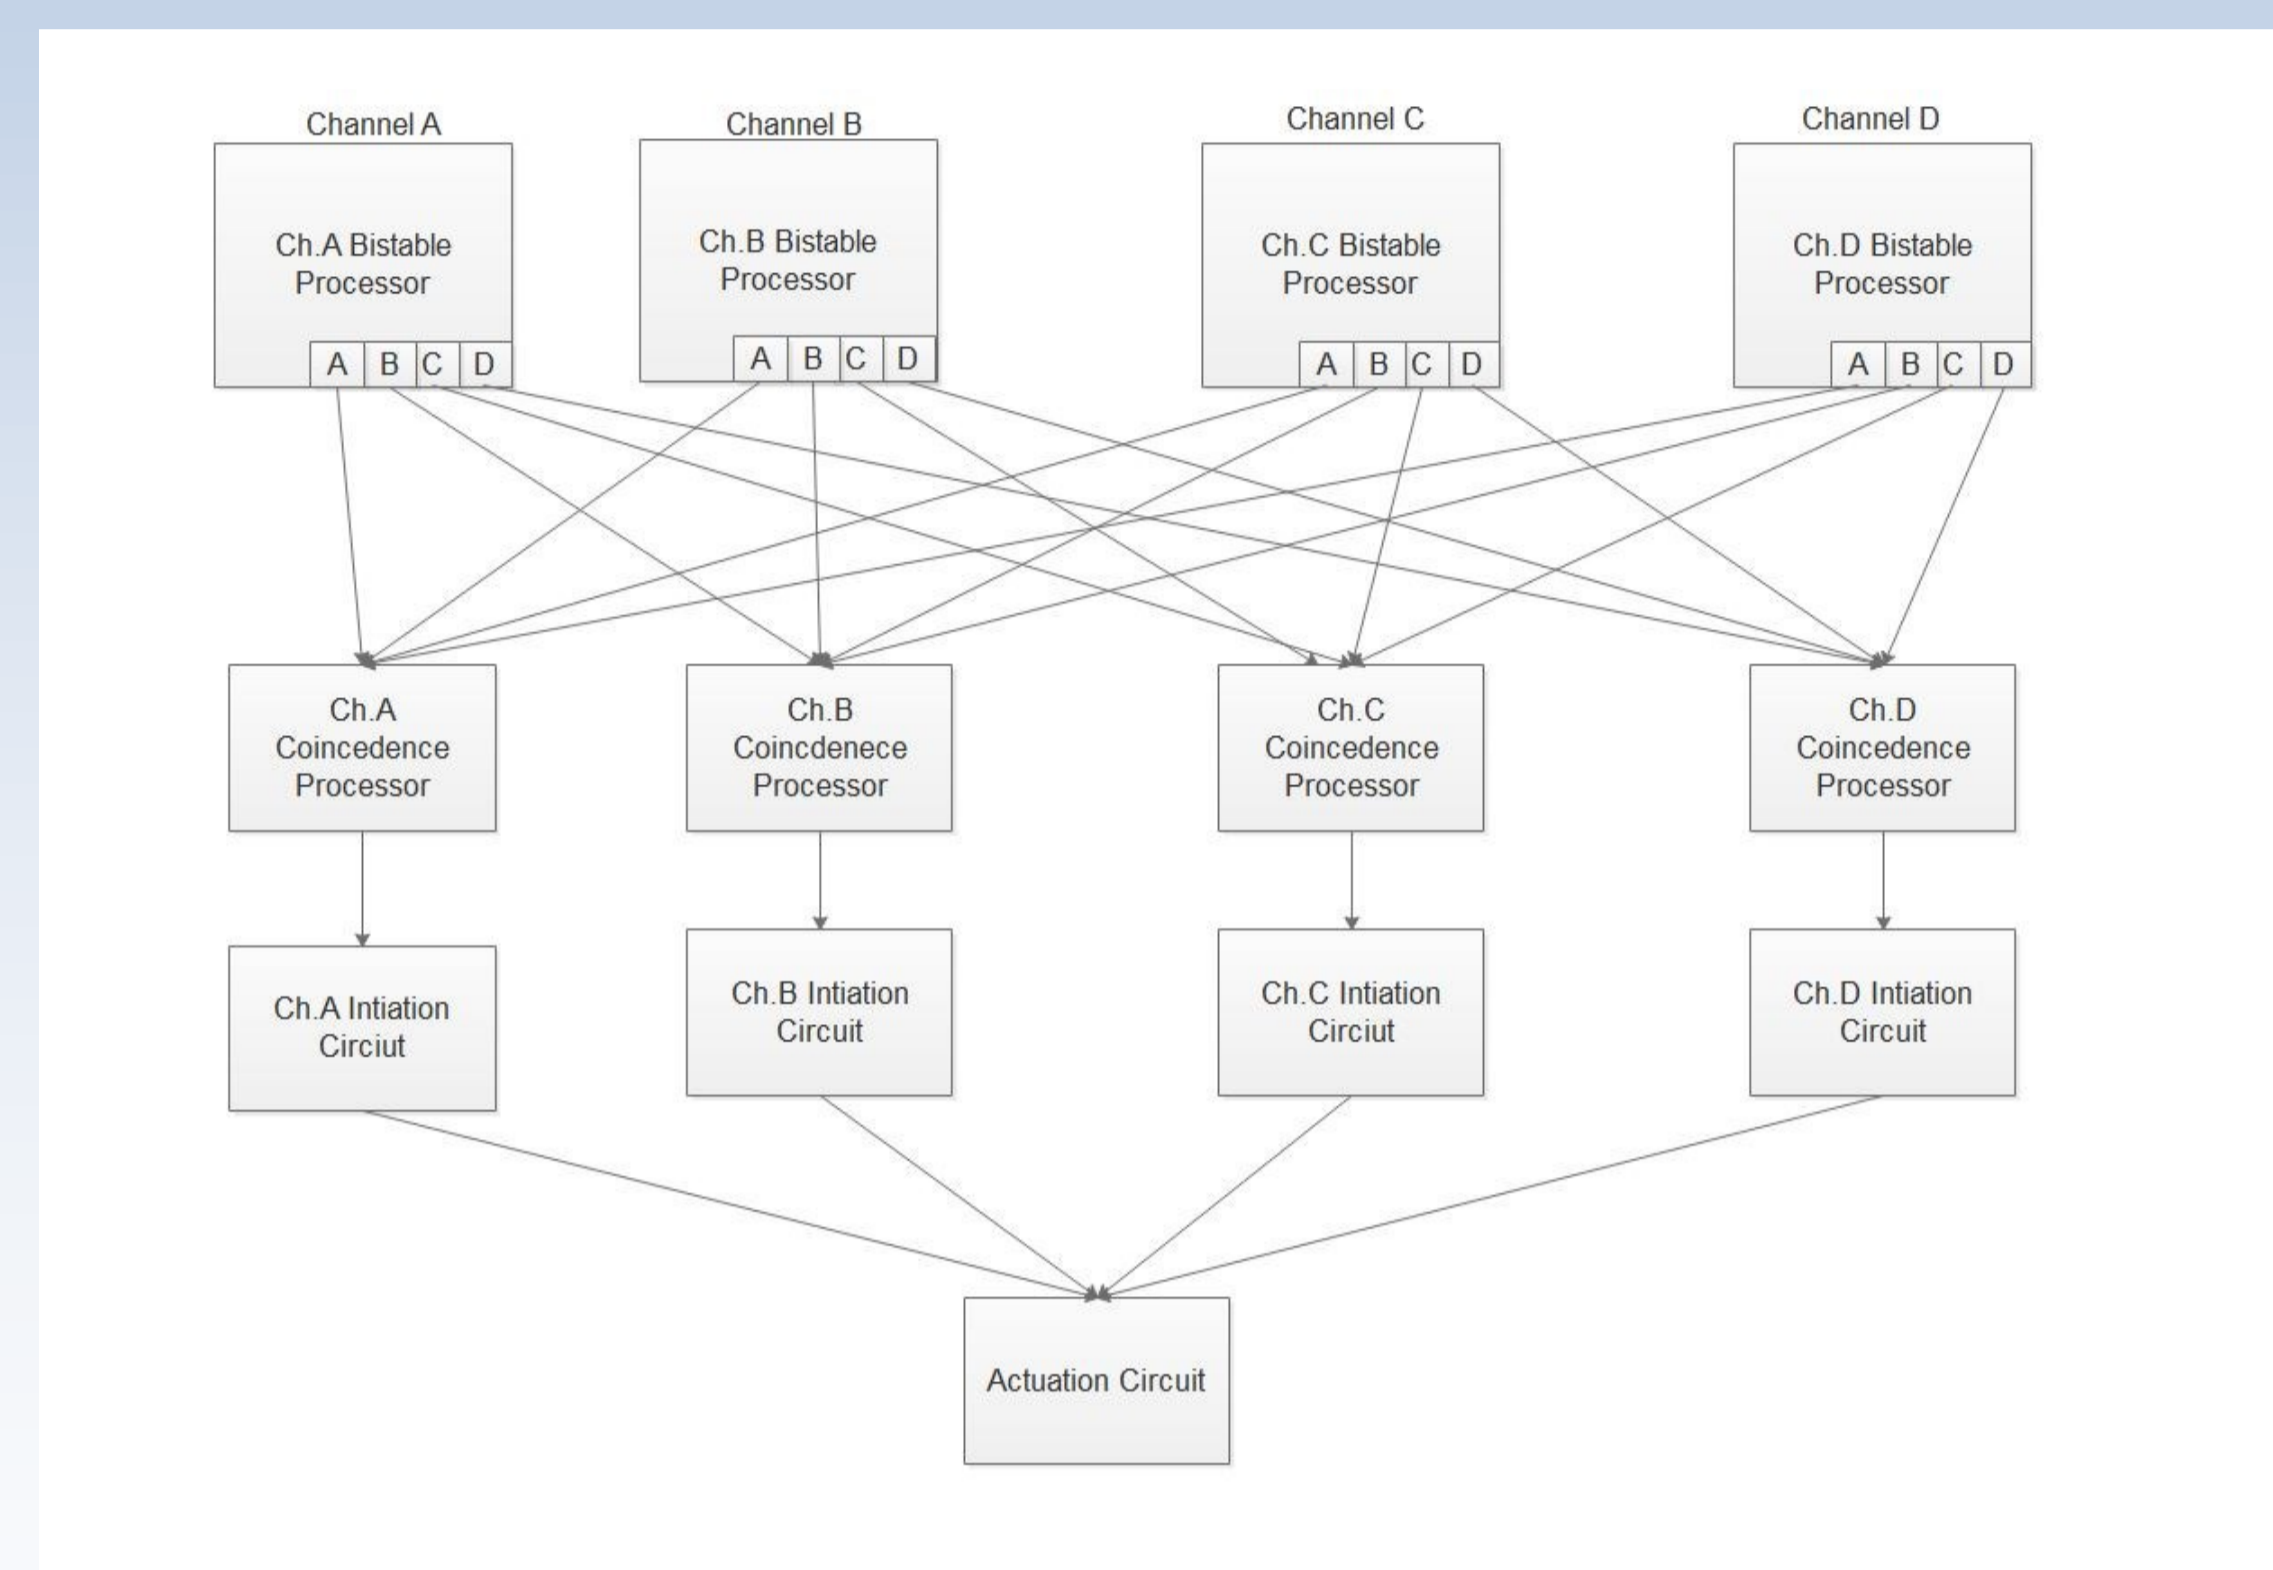 Channel A
Channel B
Channel C
Channel D
Ch.A Bistable
Processor
A B C D
Ch.B Bistable
Processor
A B C D
Ch.C Bistable
Processor
A B C D
Ch.D Bistable
Processor
A B C D
Ch.A
Coincedence
Processor
Ch.B
Coincdenece
Processor
Ch.C
Coincedence
Processor
Ch.D
Coincedence
Processor
Ch.A Intiation
Circiut
Ch.B Intiation
Circuit
Ch.C Intiation
Circiut
Ch.D Intiation
Circuit
Actuation Circuit